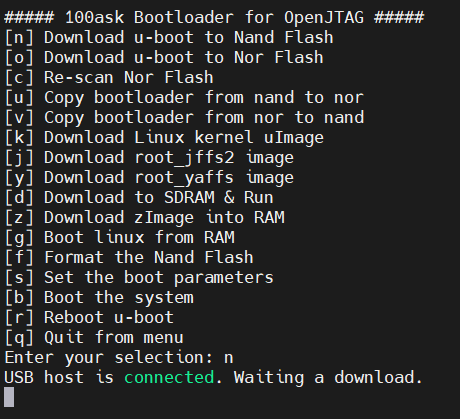 ##### 100ask Bootloader for OpenJTAG #####
[n] Download u-boot to Nand Flash
[o] Download u-boot to Nor Flash
[c] Re-scan Nor Flash
[u] Copy bootloader from nand to nor
[v] Copy bootloader from nor to nand
[k] Download Linux kernel uImage
[j] Download root_jffs2 image
[y] Download root_yaffs image
[d] Download to SDRAM & Run
[z] Download zImage into RAM
[g] Boot linux from RAM
[f] Format the Nand Flash
[s] Set the boot parameters
[b] Boot the system
[r] Reboot u-boot
[q] Quit from menu
Enter your selection: n
USB host is connected. Waiting a download.